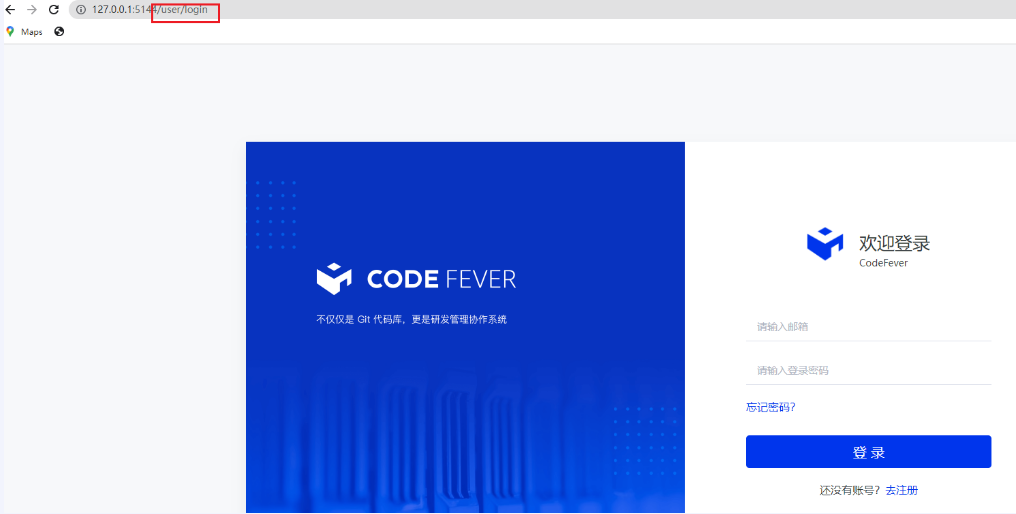 127.0.0.1:5144/user/login
Maps
CODE FEVER
不仅仅是 Git 代码库，更是研发管理协作系统
欢迎登录
CodeFever
请输入邮箱
请输入登录密码
忘记密码？
登 录
还没有账号？去注册